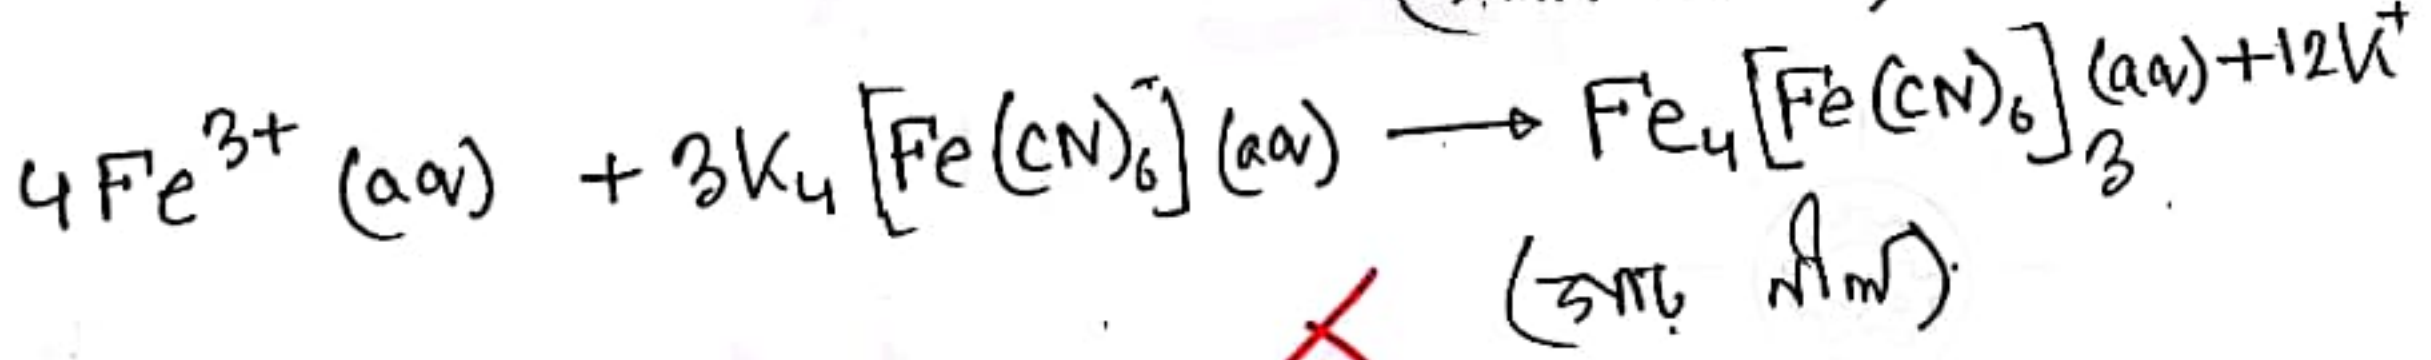 4Fe³⁺ (aq) + 3K₄[Fe(CN)₆] (aq) ⟶ Fe₄[Fe(CN)₆]₃ (aq) + 12K⁺
(গাঢ় নীল).